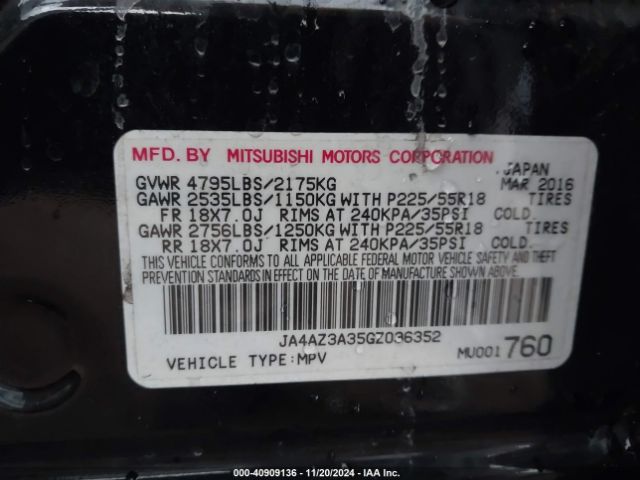 MFD. BY MITSUBISHI MOTORS CORPORATION
JAPAN
GVWR 4795LBS/2175KG MAR 2016
GAWR 2535LBS/1150KG WITH P225/55R18 TIRES
FR 18X7.0J RIMS AT 240KPA/35PSI COLD.
GAWR 2756LBS/1250KG WITH P225/55R18 TIRES
RR 18X7.0J RIMS AT 240KPA/35PSI COLD.
THIS VEHICLE CONFORMS TO ALL APPLICABLE FEDERAL MOTOR VEHICLE SAFETY AND THEFT
PREVENTION STANDARDS IN EFFECT ON THE DATE OF MANUFACTURE SHOWN ABOVE.
JA4AZ3A35GZ036352
VEHICLE TYPE:MPV MU001 760
000-40909136 - 11/20/2024 - IAA Inc.